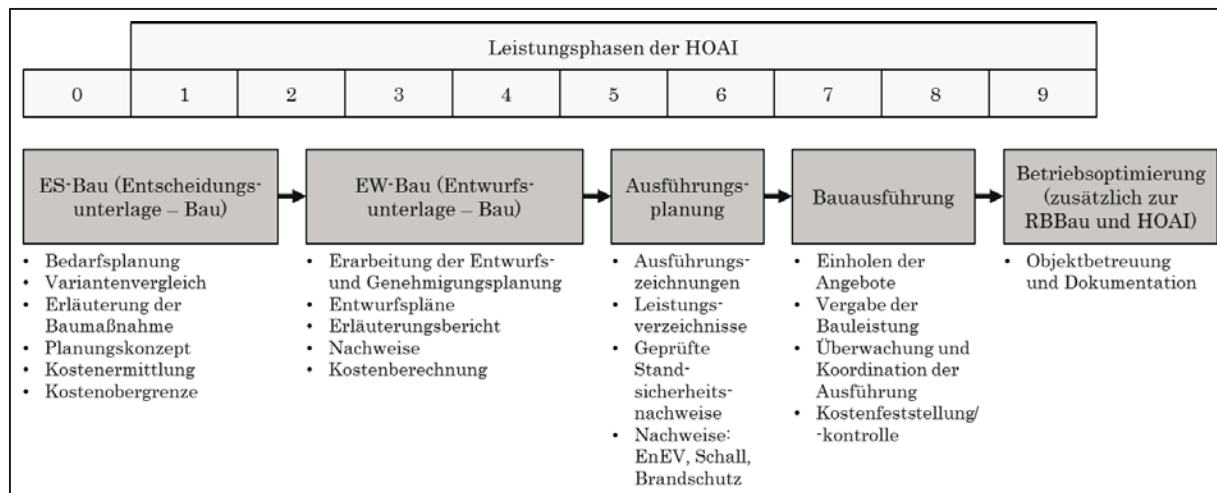 Leistungsphasen der HOAI
0 1 2 3 4 5 6 7 8 9
ES-Bau (Entscheidungs-
unterlage – Bau)
• Bedarfsplanung
• Variantenvergleich
• Erläuterung der
Baumaßnahme
• Planungskonzept
• Kostenermittlung
• Kostenobergrenze
EW-Bau (Entwurfs-
unterlage – Bau)
• Erarbeitung der Entwurfs-
und Genehmigungsplanung
• Entwurfspläne
• Erläuterungsbericht
• Nachweise
• Kostenberechnung
Ausführungs-
planung
• Ausführungs-
zeichnungen
• Leistungs-
verzeichnisse
• Geprüfte
Stand-
sicherheits-
nachweise
• Nachweise:
EnEV, Schall,
Brandschutz
Bauausführung
• Einholen der
Angebote
• Vergabe der
Bauleistung
• Überwachung und
Koordination der
Ausführung
• Kostenfeststellung/
-kontrolle
Betriebsoptimierung
(zusätzlich zur
RBBau und HOAI)
• Objektbetreuung
und Dokumentation